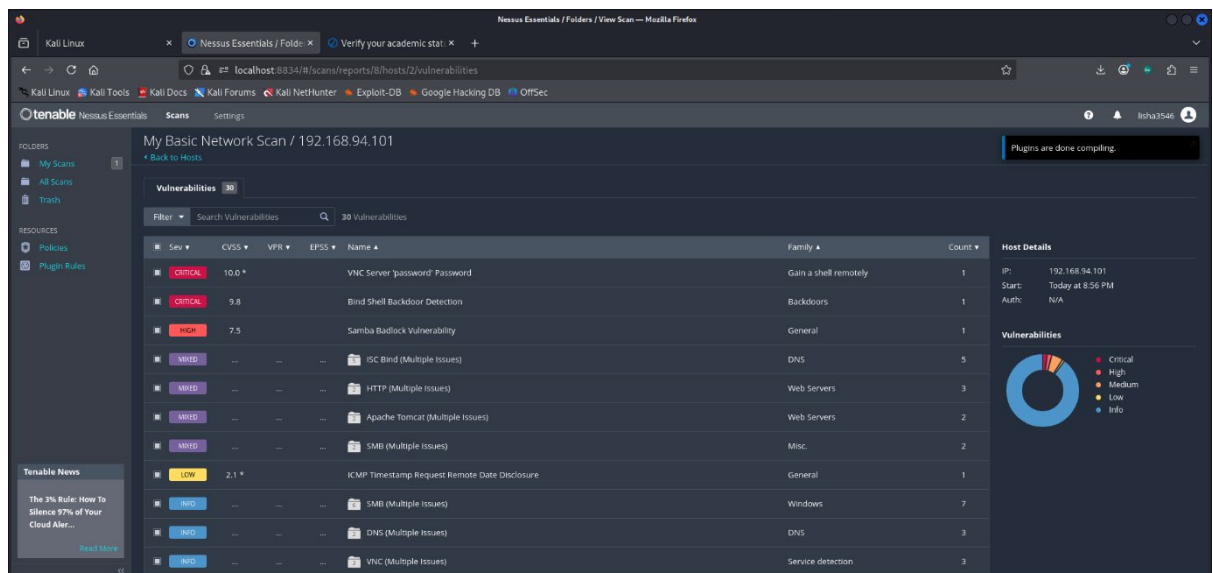 Nessus Essentials / Folders / View Scan — Mozilla Firefox
Kali Linux × Nessus Essentials / Folde × Verify your academic stat × +
localhost:8834/#/scans/reports/8/hosts/2/vulnerabilities
Kali Linux Kali Tools Kali Docs Kali Forums Kali NetHunter Exploit-DB Google Hacking DB OffSec
tenable Nessus Essentials Scans Settings lisha3546
FOLDERS
My Scans 1
All Scans
Trash
RESOURCES
Policies
Plugin Rules
Tenable News
The 3% Rule: How To
Silence 97% of Your
Cloud Aler...
Read More
My Basic Network Scan / 192.168.94.101
Back to Hosts
Plugins are done compiling.
Vulnerabilities 30
Filter Search Vulnerabilities 30 Vulnerabilities
Sev CVSS VPR EPSS Name Family Count
CRITICAL 10.0 * VNC Server 'password' Password Gain a shell remotely 1
CRITICAL 9.8 Bind Shell Backdoor Detection Backdoors 1
HIGH 7.5 Samba Badlock Vulnerability General 1
MIXED ... ... ... 5 ISC Bind (Multiple Issues) DNS 5
MIXED ... ... ... HTTP (Multiple Issues) Web Servers 3
MIXED ... ... ... Apache Tomcat (Multiple Issues) Web Servers 2
MIXED ... ... ... SMB (Multiple Issues) Misc. 2
LOW 2.1 * ICMP Timestamp Request Remote Date Disclosure General 1
INFO ... ... ... SMB (Multiple Issues) Windows 7
INFO ... ... ... DNS (Multiple Issues) DNS 3
INFO ... ... ... VNC (Multiple Issues) Service detection 3
Host Details
IP: 192.168.94.101
Start: Today at 8:56 PM
Auth: N/A
Vulnerabilities
Critical
High
Medium
Low
Info